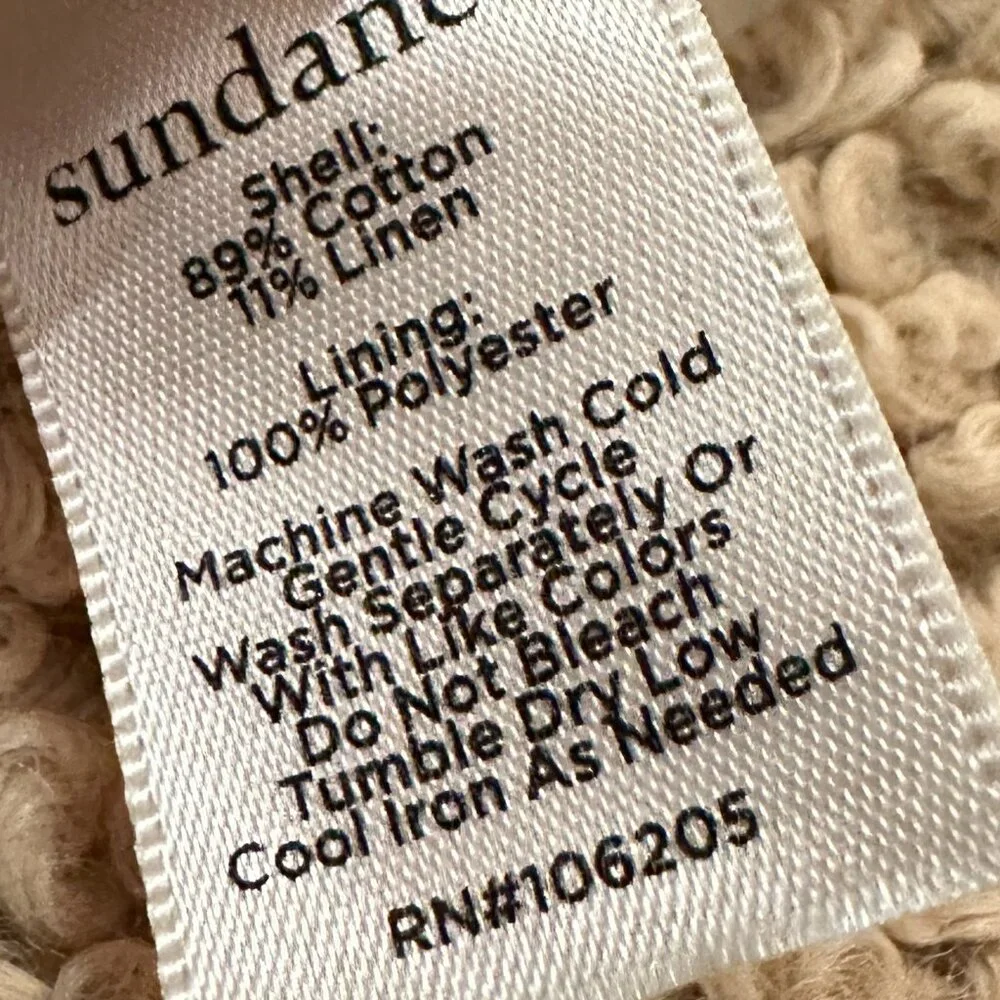 sundanc
Shell:
89% Cotton
11% Linen
Lining:
100% Polyester
Machine Wash Cold
Gentle Cycle
Wash Separately Or
With Like Colors
Do Not Bleach
Tumble Dry Low
Cool Iron As Needed
RN#106205